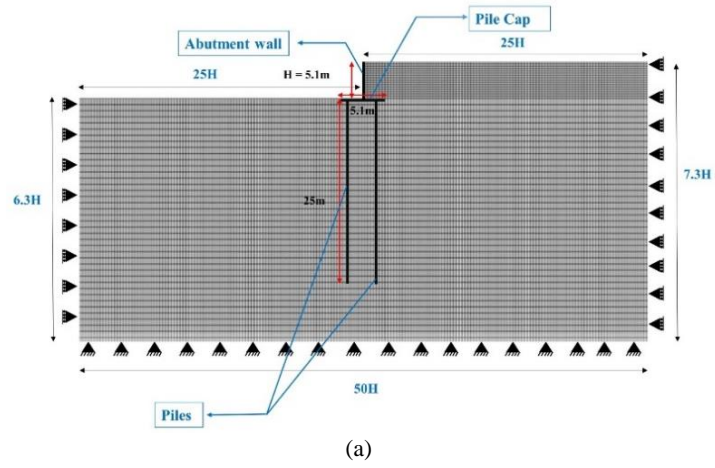 Pile Cap
Abutment wall
25H
25H
H = 5.1m
5.1m
6.3H
25m
7.3H
50H
Piles
(a)